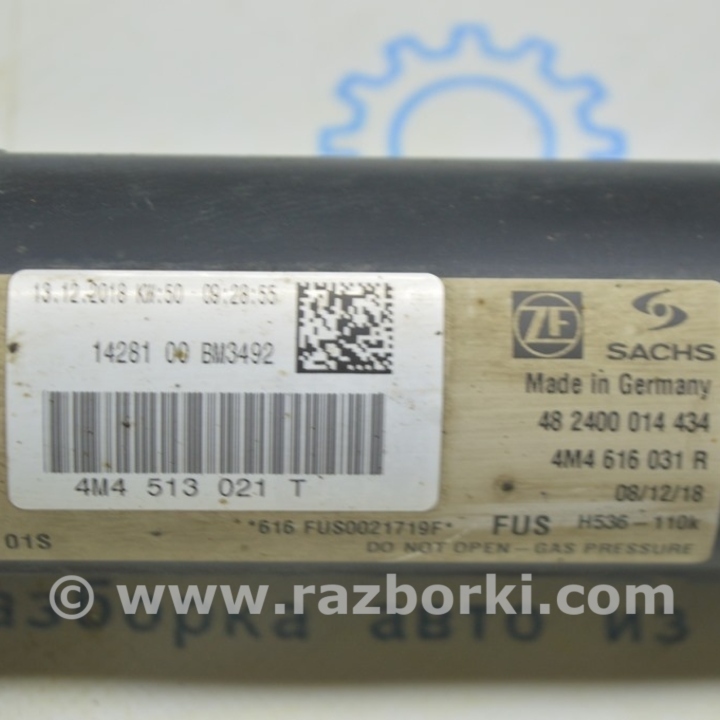 13.12.2018 KW:50 09:28:55
14281 00 BM3492
4M4 513 021 T
ZF
SACHS
Made in Germany
48 2400 014 434
4M4 616 031 R
08/12/18
*616 FUS0021719F* FUS H536-110k
01S
DO NOT OPEN - GAS PRESSURE
© www.razborki.com
азборка авто из